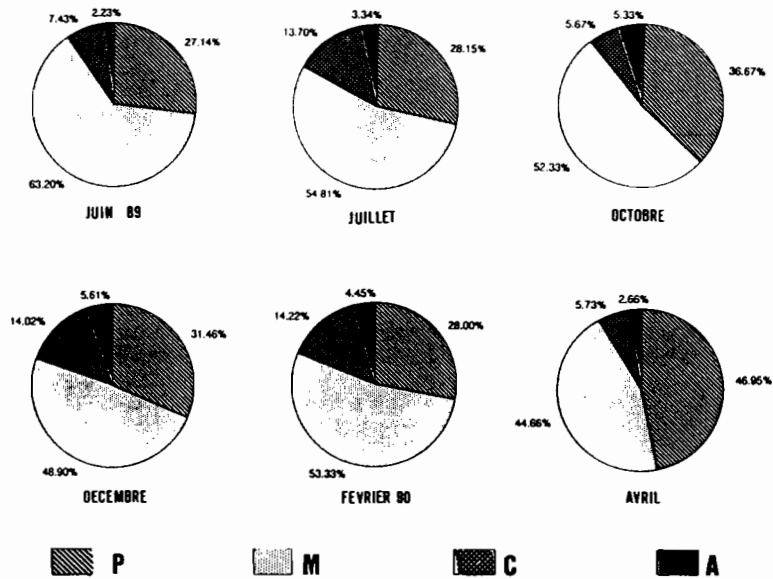 7.43% 2.23% 27.14% 63.20%
JUIN 89
13.70% 3.34% 28.15% 54.81%
JUILLET
5.67% 5.33% 36.67% 52.33%
OCTOBRE
14.02% 5.61% 31.46% 48.90%
DECEMBRE
14.22% 4.45% 28.00% 53.33%
FEVRIER 90
5.73% 2.66% 46.95% 44.66%
AVRIL
P M C A